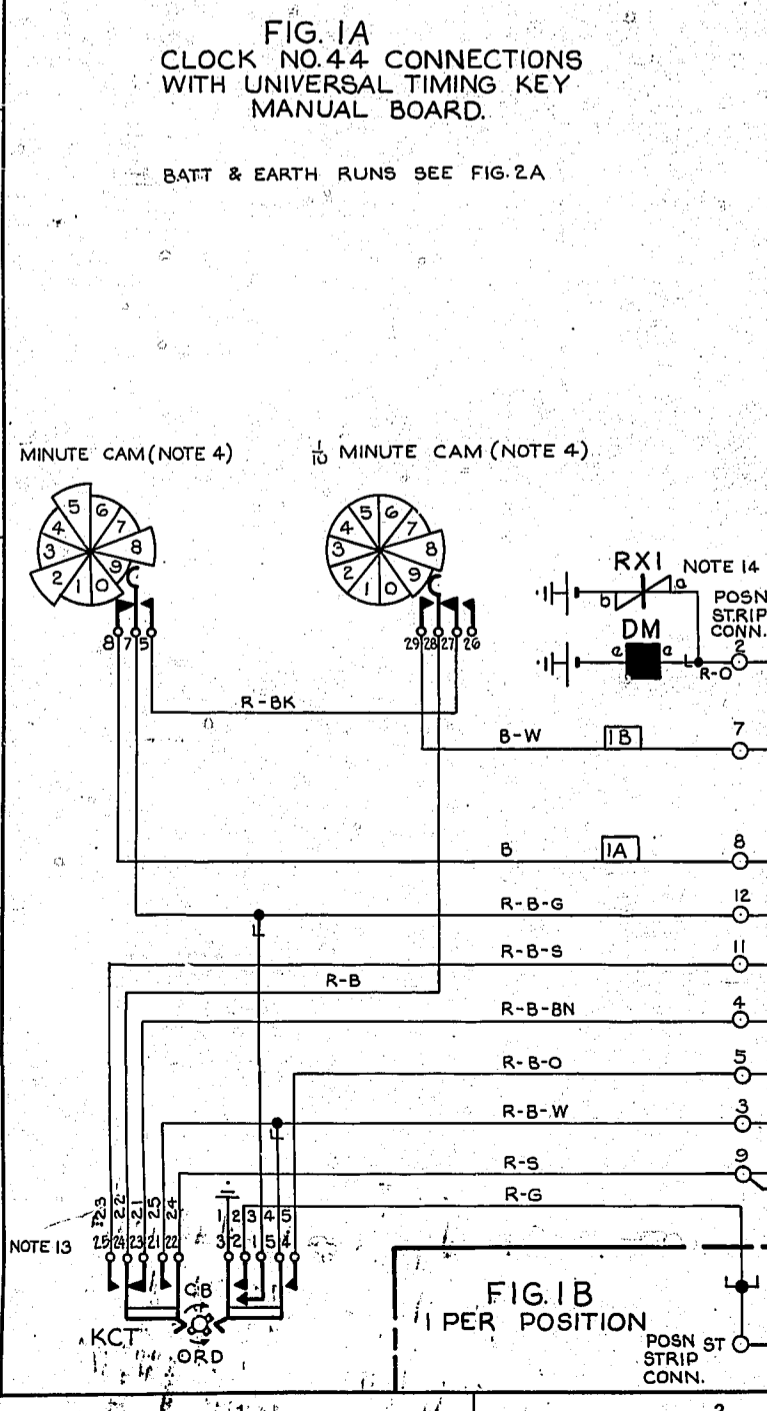 FIG. 1A
CLOCK NO. 44 CONNECTIONS
WITH UNIVERSAL TIMING KEY
MANUAL BOARD.
BATT & EARTH RUNS SEE FIG. 2A
MINUTE CAM (NOTE 4)
1/10 MINUTE CAM (NOTE 4)
5 6 7 8 9 0 1 2 3 4
5 6 7 8 9 0 1 2 3 4
8 7 5
29 28 27 26
RX1 NOTE 14
b a
POSN
STRIP
CONN.
DM
e a
2
R-O
R-BK
B-W 1B 7
B 1A 8
R-B-G 12
R-B-S 11
R-B
R-B-BN 4
R-B-O 5
R-B-W 3
R-S 9
R-G
23 22 21 25 24
1 2 3 4 5
NOTE 13
25 24 23 21 22
3 2 1 5 4
CB
KCT
ORD
FIG. 1B
1 PER POSITION
POSN ST
STRIP
CONN.